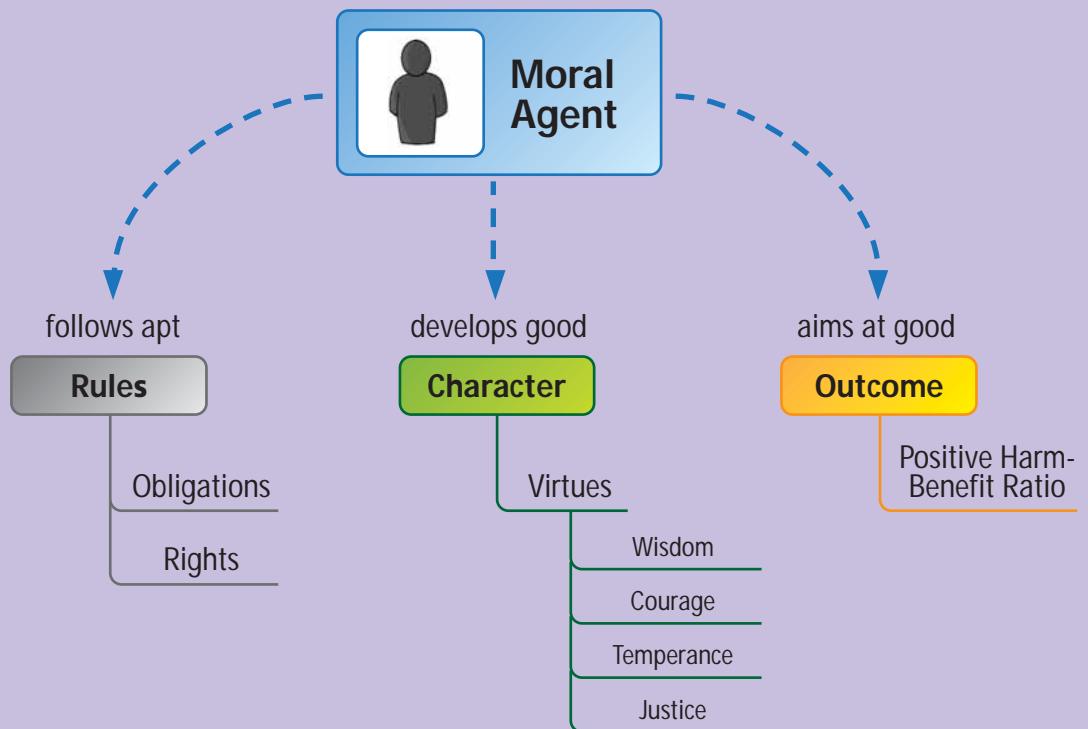 Moral
Agent
follows apt
Rules
Obligations
Rights
develops good
Character
Virtues
Wisdom
Courage
Temperance
Justice
aims at good
Outcome
Positive Harm-
Benefit Ratio